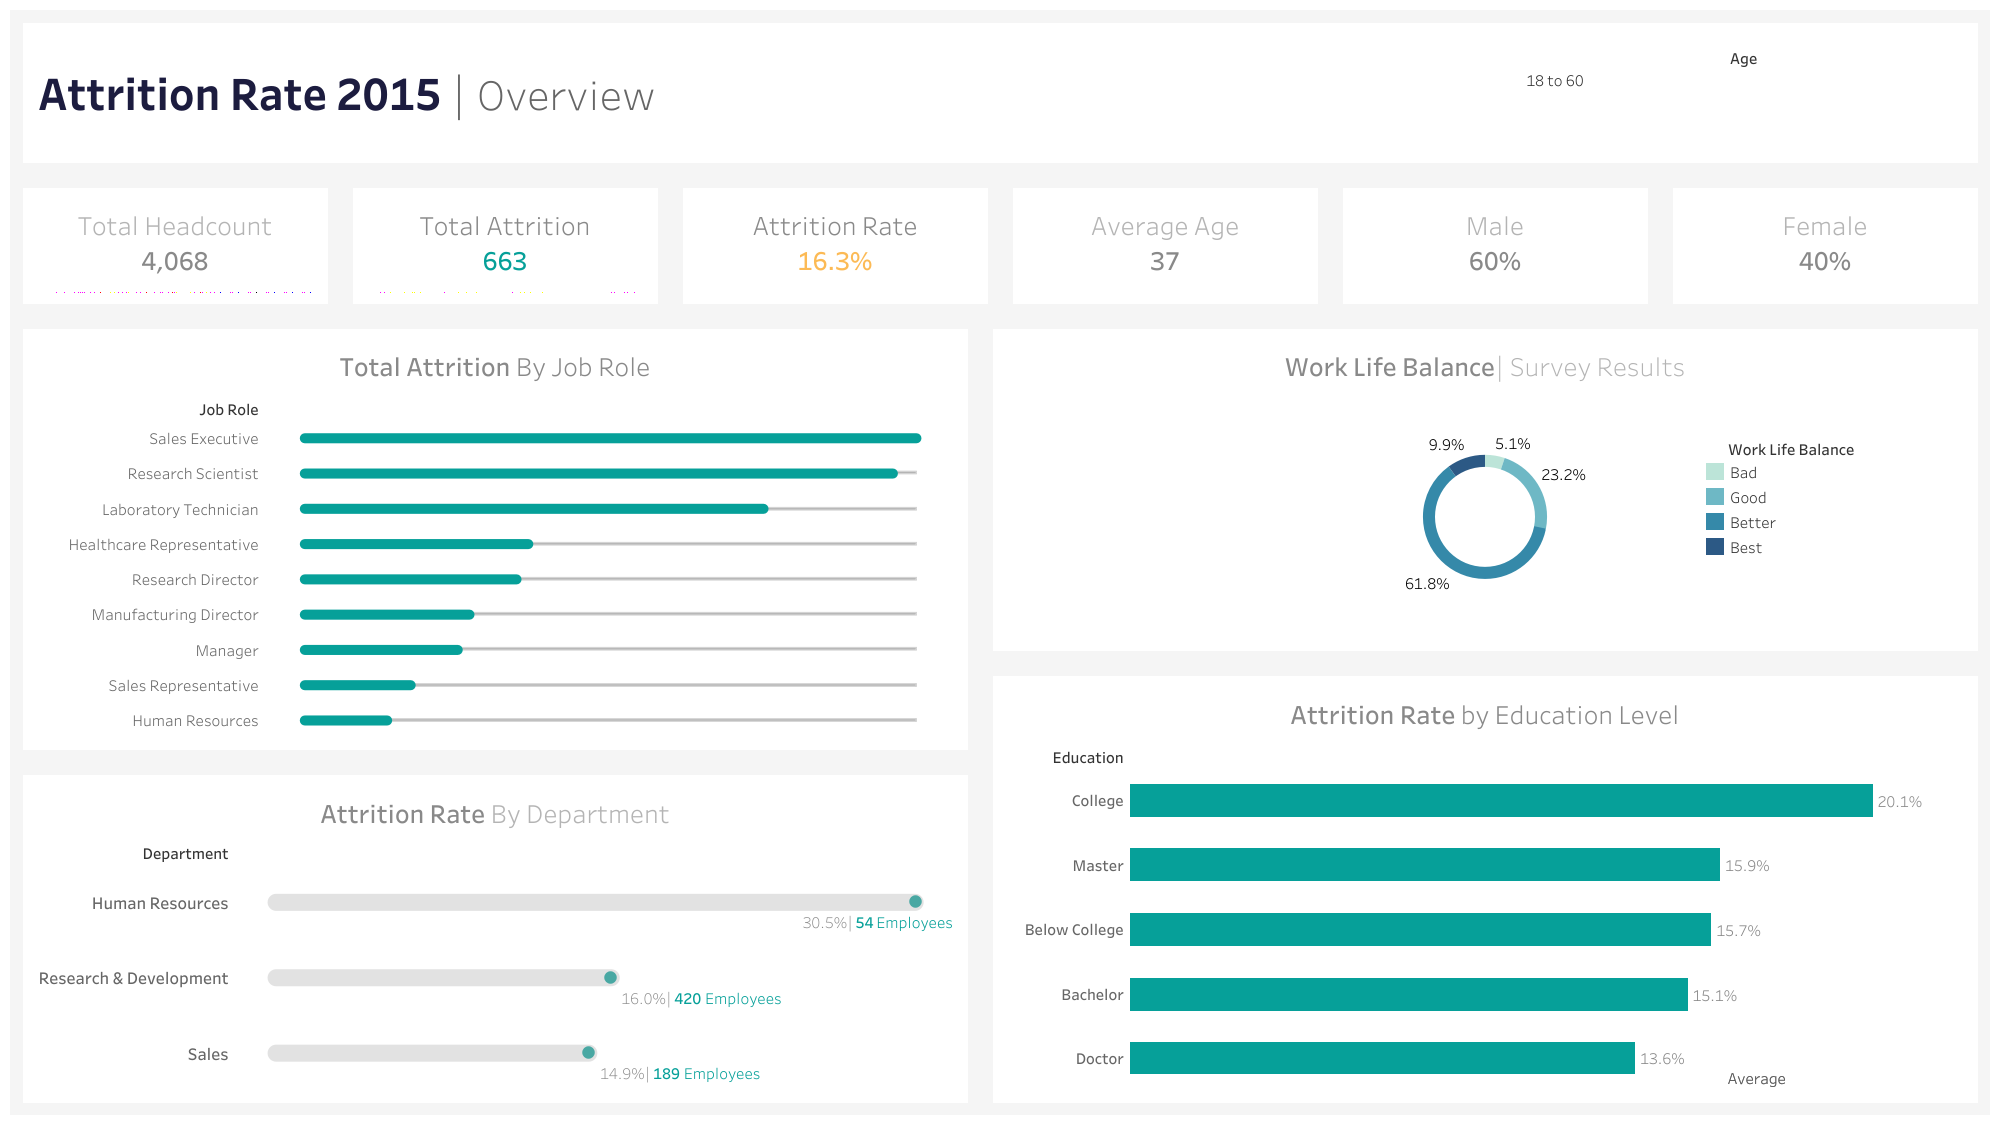 Attrition Rate 2015 | Overview
Age
18 to 60
Total Headcount
4,068
Total Attrition
663
Attrition Rate
16.3%
Average Age
37
Male
60%
Female
40%
Total Attrition By Job Role
Job Role
Sales Executive
Research Scientist
Laboratory Technician
Healthcare Representative
Research Director
Manufacturing Director
Manager
Sales Representative
Human Resources
Work Life Balance| Survey Results
9.9%
5.1%
23.2%
61.8%
Work Life Balance
Bad
Good
Better
Best
Attrition Rate By Department
Department
Human Resources
30.5%| 54 Employees
Research & Development
16.0%| 420 Employees
Sales
14.9%| 189 Employees
Attrition Rate by Education Level
Education
College
20.1%
Master
15.9%
Below College
15.7%
Bachelor
15.1%
Doctor
13.6%
Average